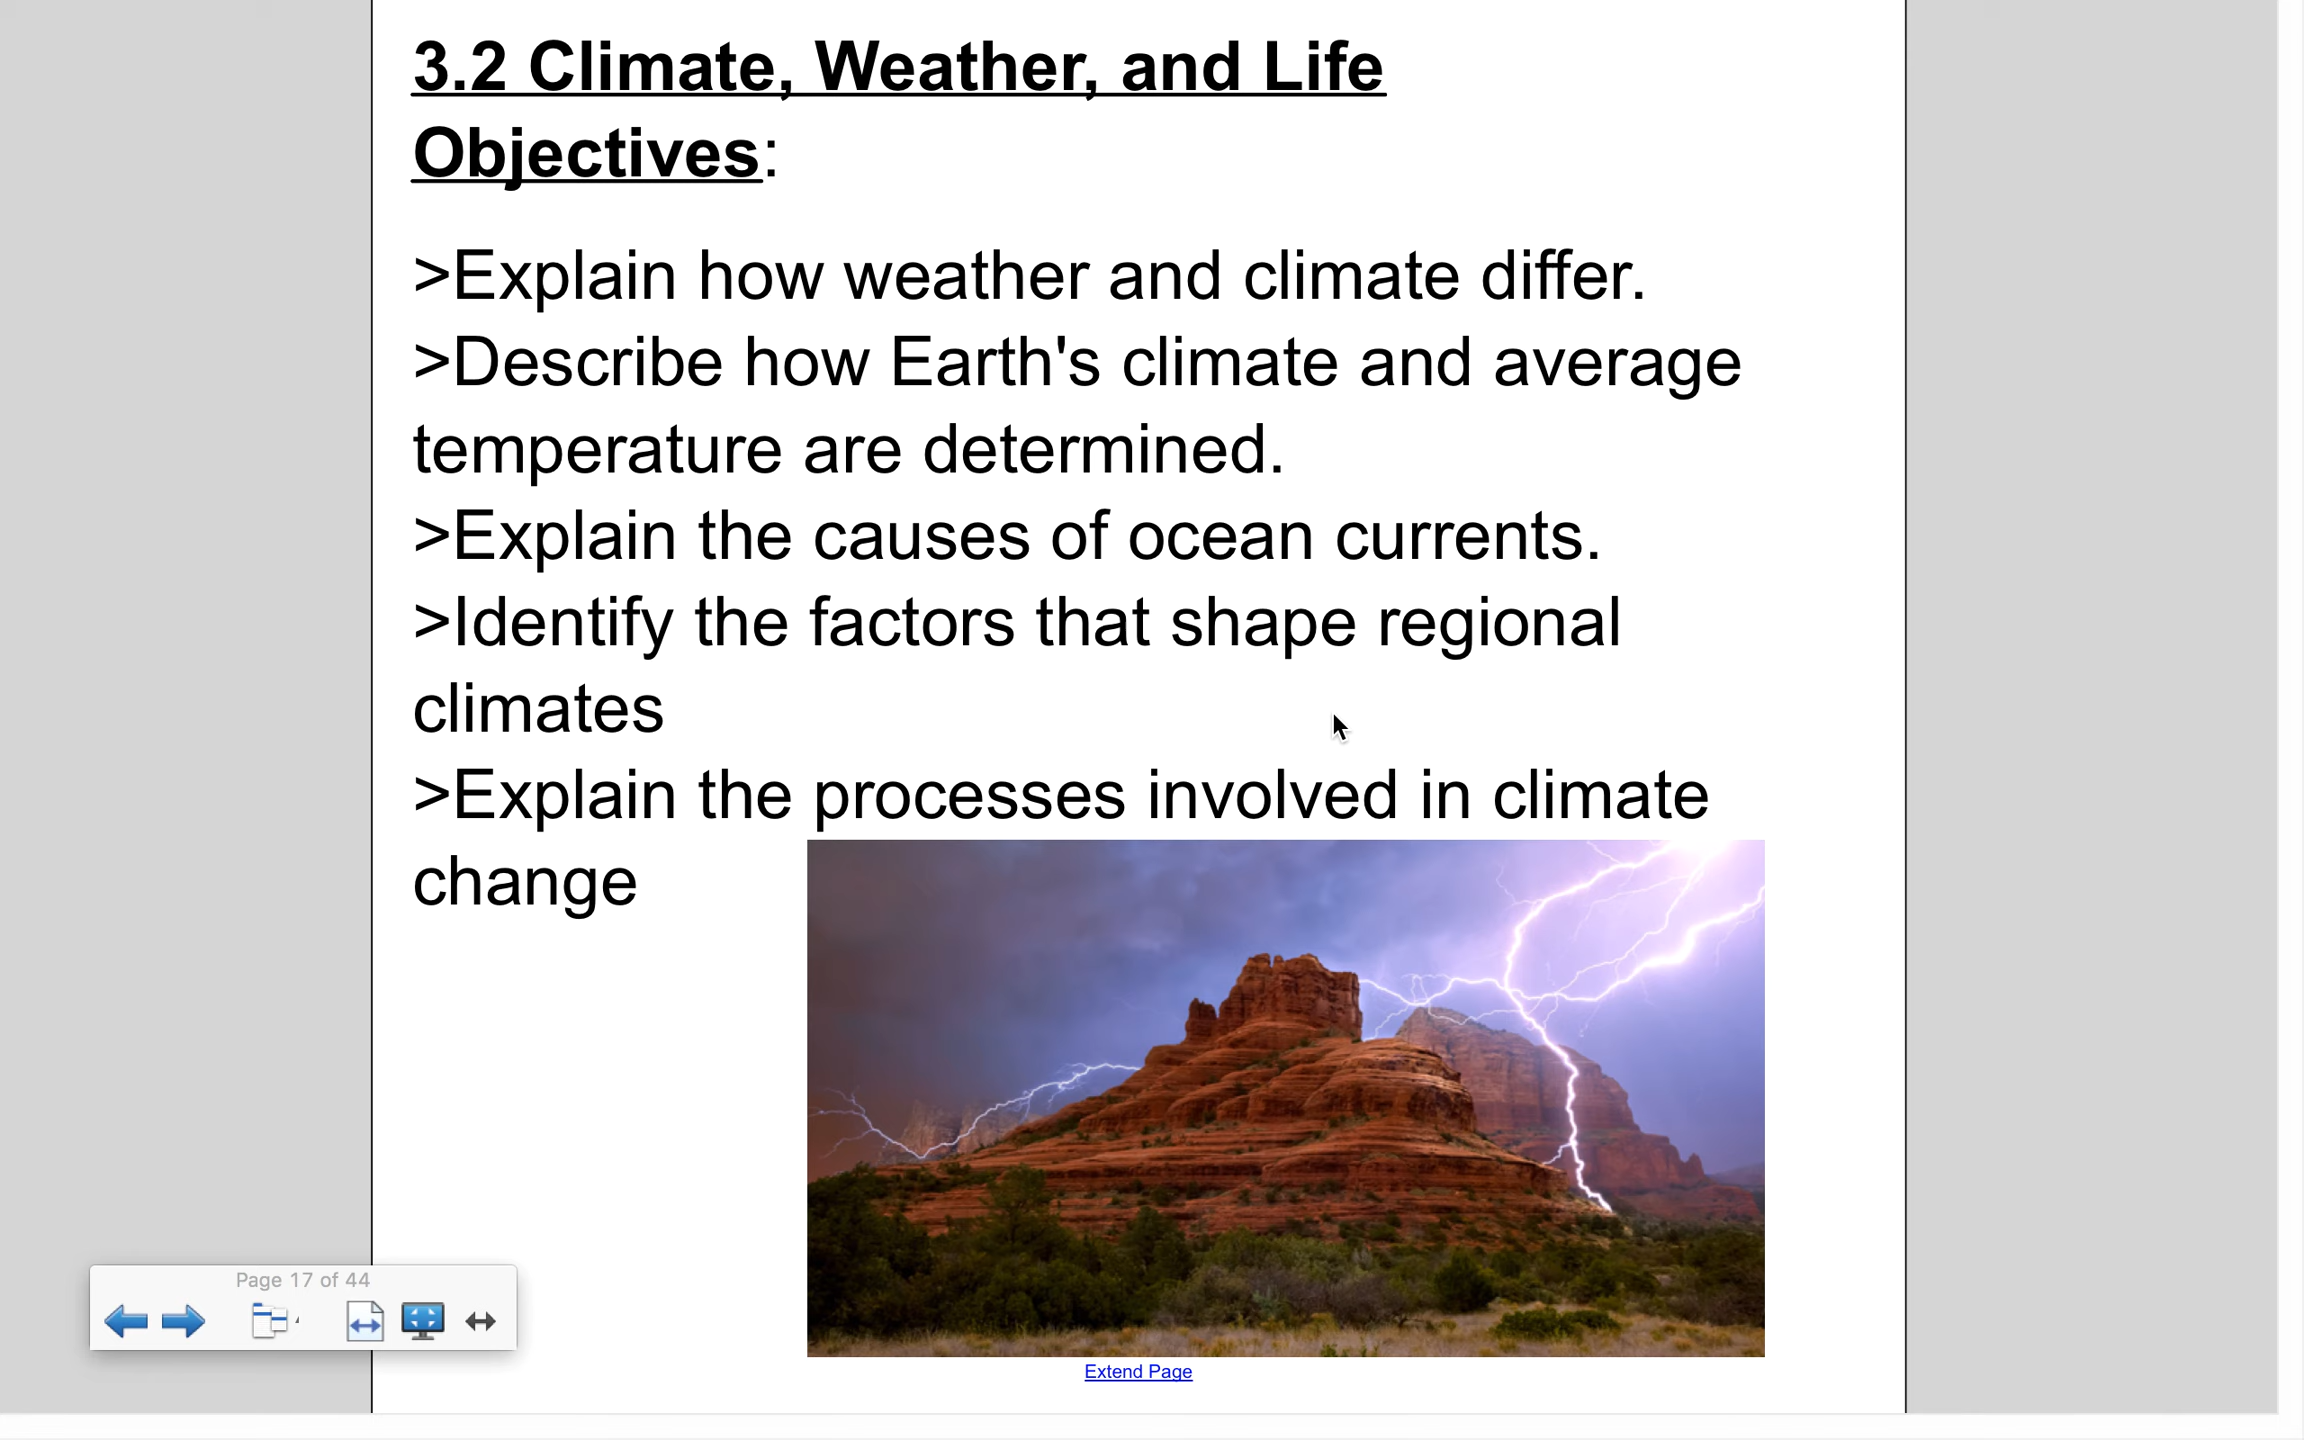 3.2 Climate, Weather, and Life
Objectives:
>Explain how weather and climate differ.
>Describe how Earth's climate and average
temperature are determined.
>Explain the causes of ocean currents.
>Identify the factors that shape regional
climates
>Explain the processes involved in climate
change
Page 17 of 44
Extend Page